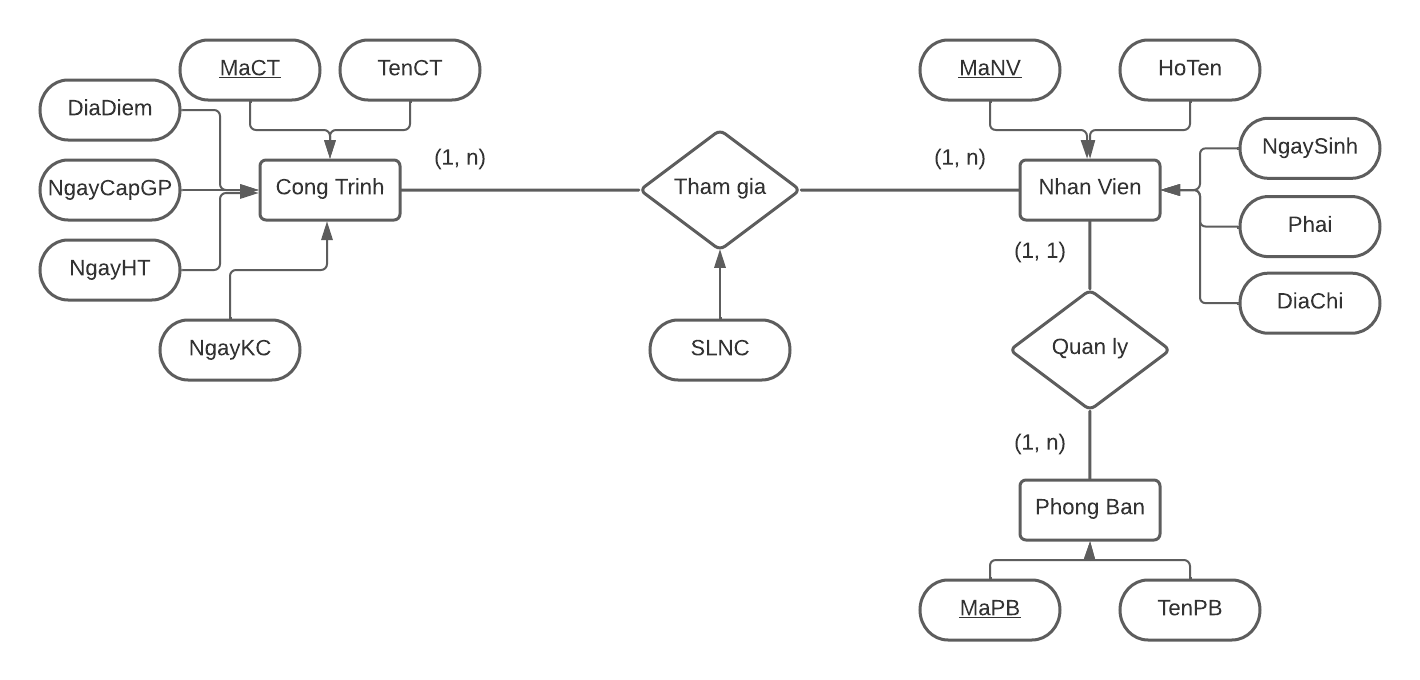 MaCT
TenCT
MaNV
HoTen
DiaDiem
NgaySinh
(1, n)
(1, n)
NgayCapGP
Cong Trinh
Tham gia
Nhan Vien
Phai
(1, 1)
NgayHT
DiaChi
NgayKC
SLNC
Quan ly
(1, n)
Phong Ban
MaPB
TenPB